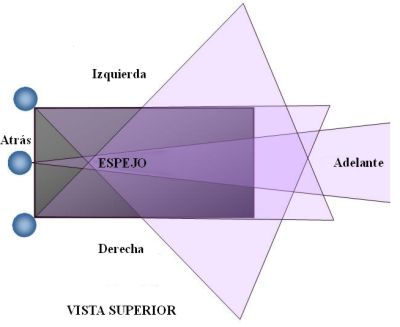 Izquierda
Atrás
ESPEJO
Adelante
Derecha
VISTA SUPERIOR